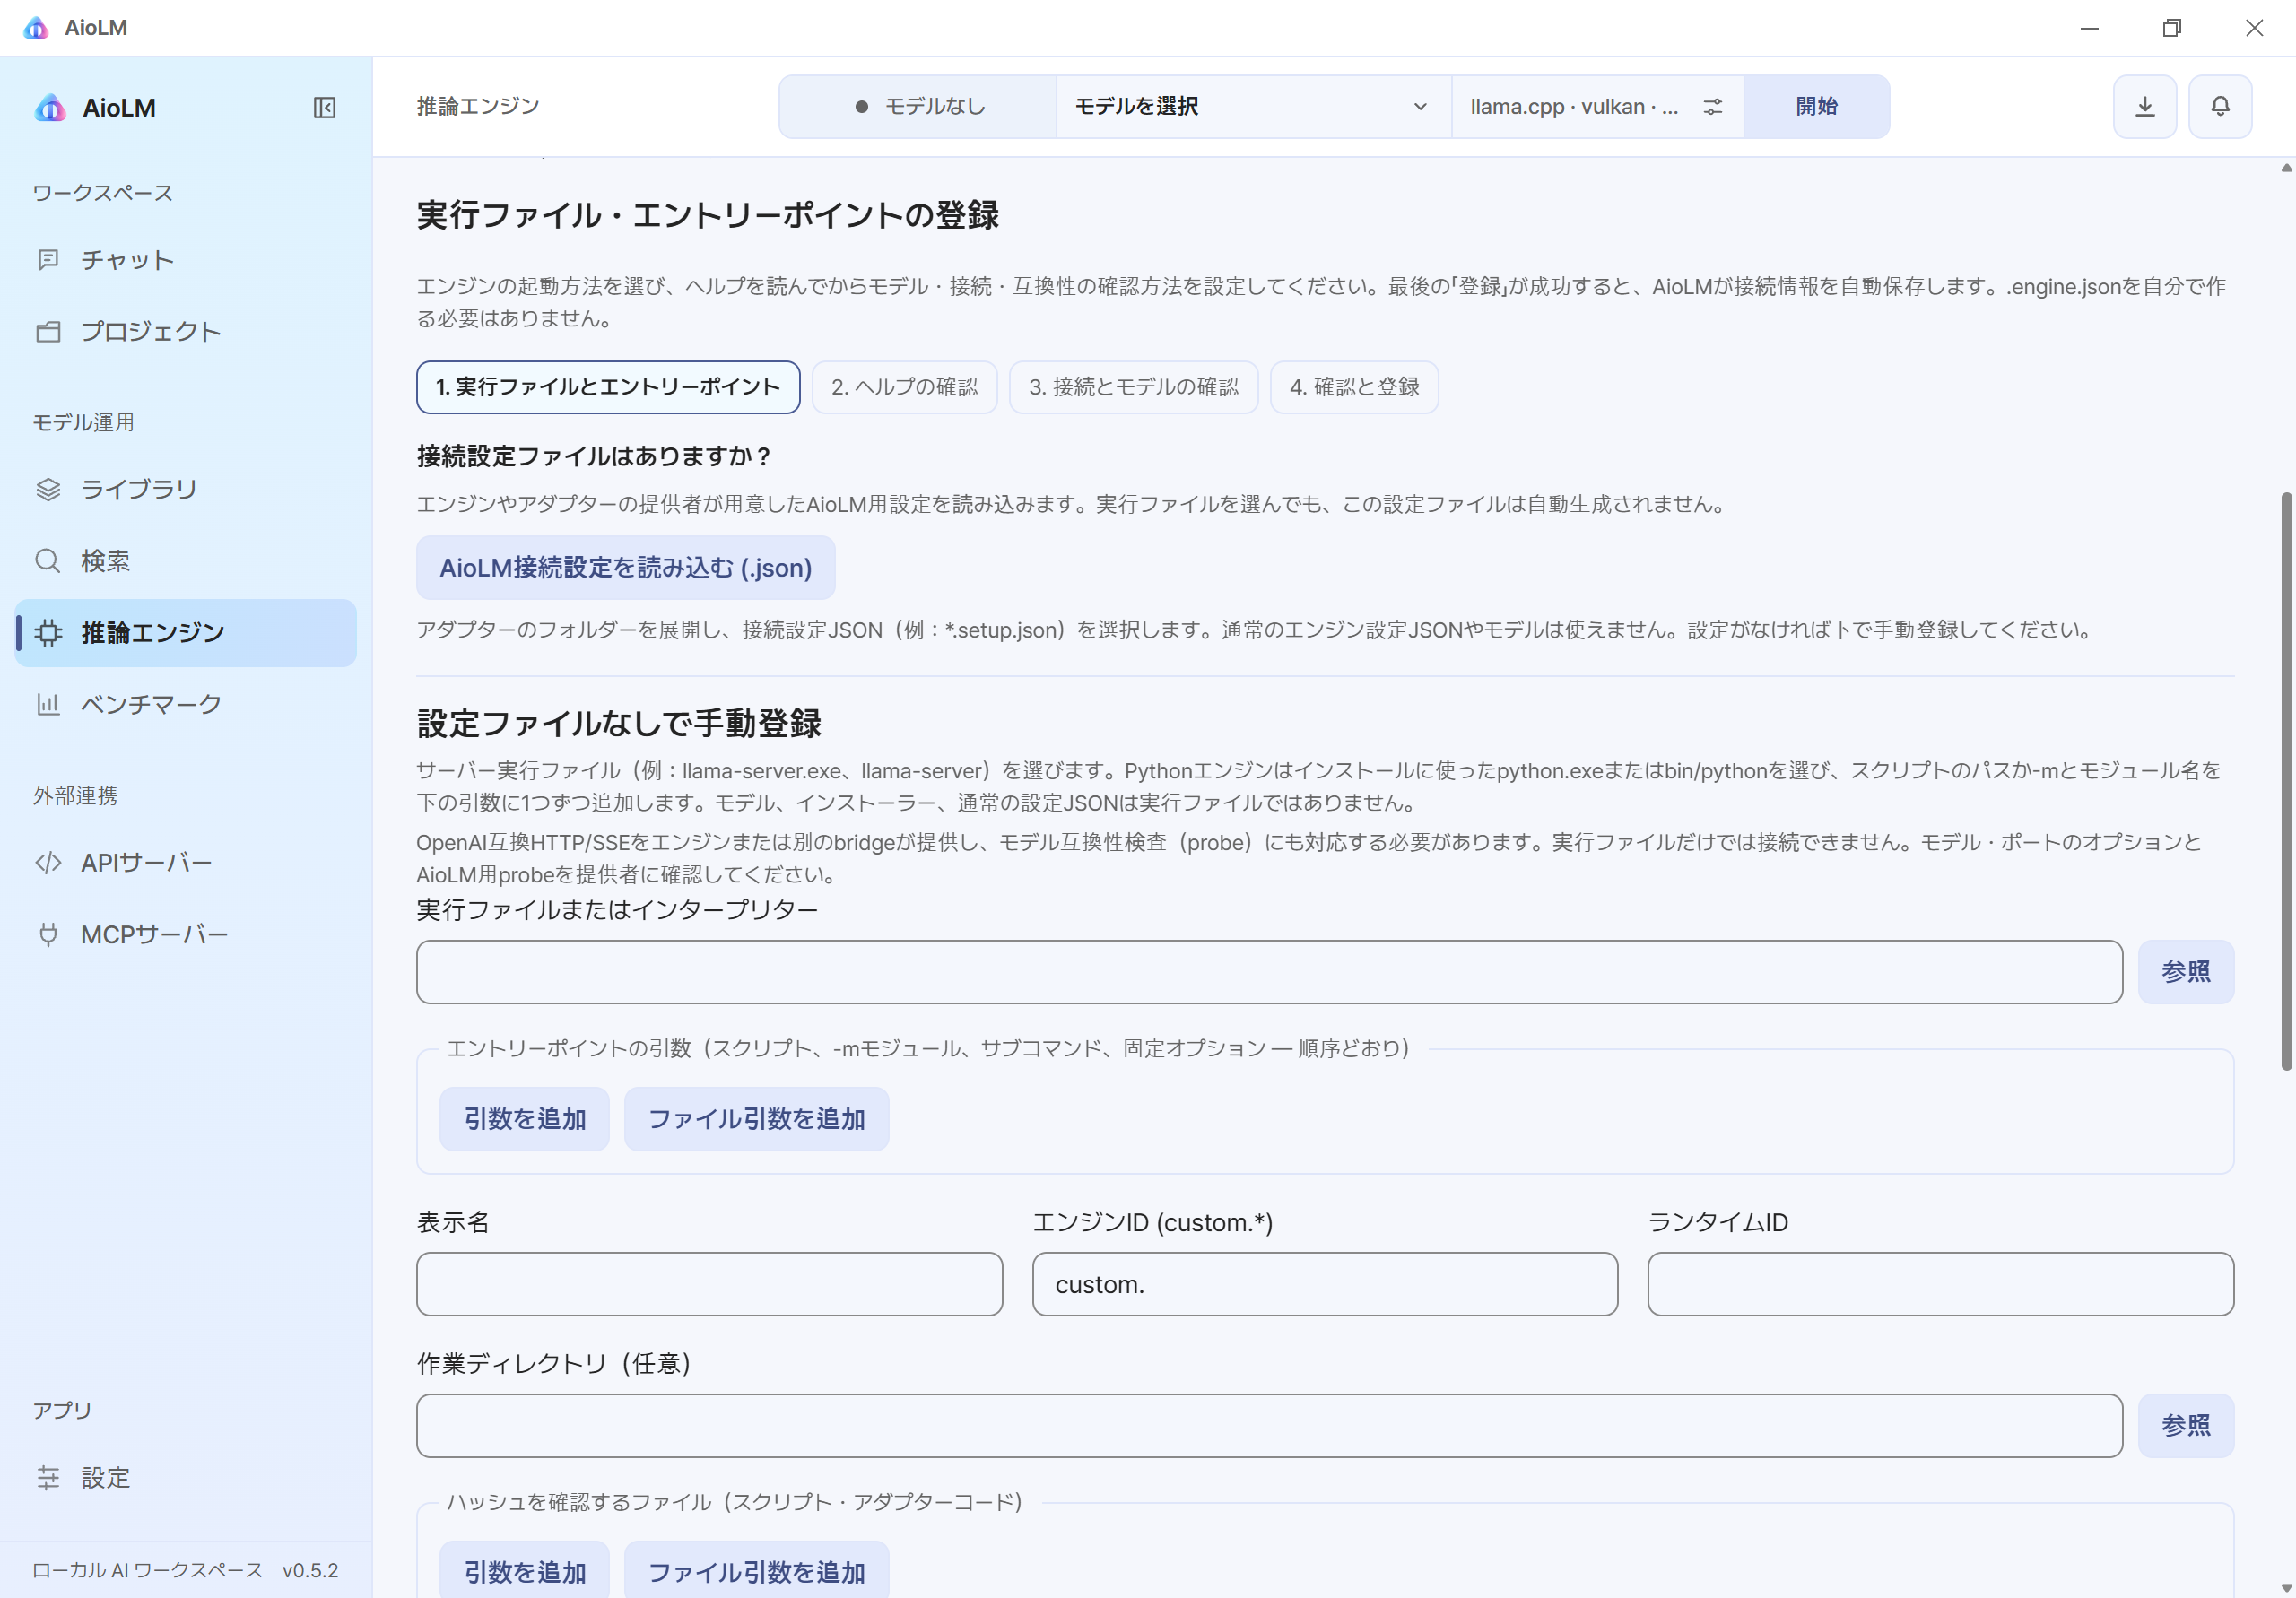 AioLM
AioLM
ワークスペース
チャット
プロジェクト
モデル運用
ライブラリ
検索
推論エンジン
ベンチマーク
外部連携
APIサーバー
MCPサーバー
アプリ
設定
ローカル AI ワークスペース v0.5.2
推論エンジン
モデルなし
モデルを選択
llama.cpp · vulkan · ...
開始
実行ファイル・エントリーポイントの登録
エンジンの起動方法を選び、ヘルプを読んでからモデル・接続・互換性の確認方法を設定してください。最後の「登録」が成功すると、AioLMが接続情報を自動保存します。.engine.jsonを自分で作
る必要はありません。
1. 実行ファイルとエントリーポイント
2. ヘルプの確認
3. 接続とモデルの確認
4. 確認と登録
接続設定ファイルはありますか？
エンジンやアダプターの提供者が用意したAioLM用設定を読み込みます。実行ファイルを選んでも、この設定ファイルは自動生成されません。
AioLM接続設定を読み込む (.json)
アダプターのフォルダーを展開し、接続設定JSON（例：*.setup.json）を選択します。通常のエンジン設定JSONやモデルは使えません。設定がなければ下で手動登録してください。
設定ファイルなしで手動登録
サーバー実行ファイル（例：llama-server.exe、llama-server）を選びます。Pythonエンジンはインストールに使ったpython.exeまたはbin/pythonを選び、スクリプトのパスか-mとモジュール名を
下の引数に1つずつ追加します。モデル、インストーラー、通常の設定JSONは実行ファイルではありません。
OpenAI互換HTTP/SSEをエンジンまたは別のbridgeが提供し、モデル互換性検査（probe）にも対応する必要があります。実行ファイルだけでは接続できません。モデル・ポートのオプションと
AioLM用probeを提供者に確認してください。
実行ファイルまたはインタープリター
参照
エントリーポイントの引数（スクリプト、-mモジュール、サブコマンド、固定オプション — 順序どおり）
引数を追加
ファイル引数を追加
表示名
エンジンID (custom.*)
ランタイムID
custom.
作業ディレクトリ（任意）
参照
ハッシュを確認するファイル（スクリプト・アダプターコード）
引数を追加
ファイル引数を追加